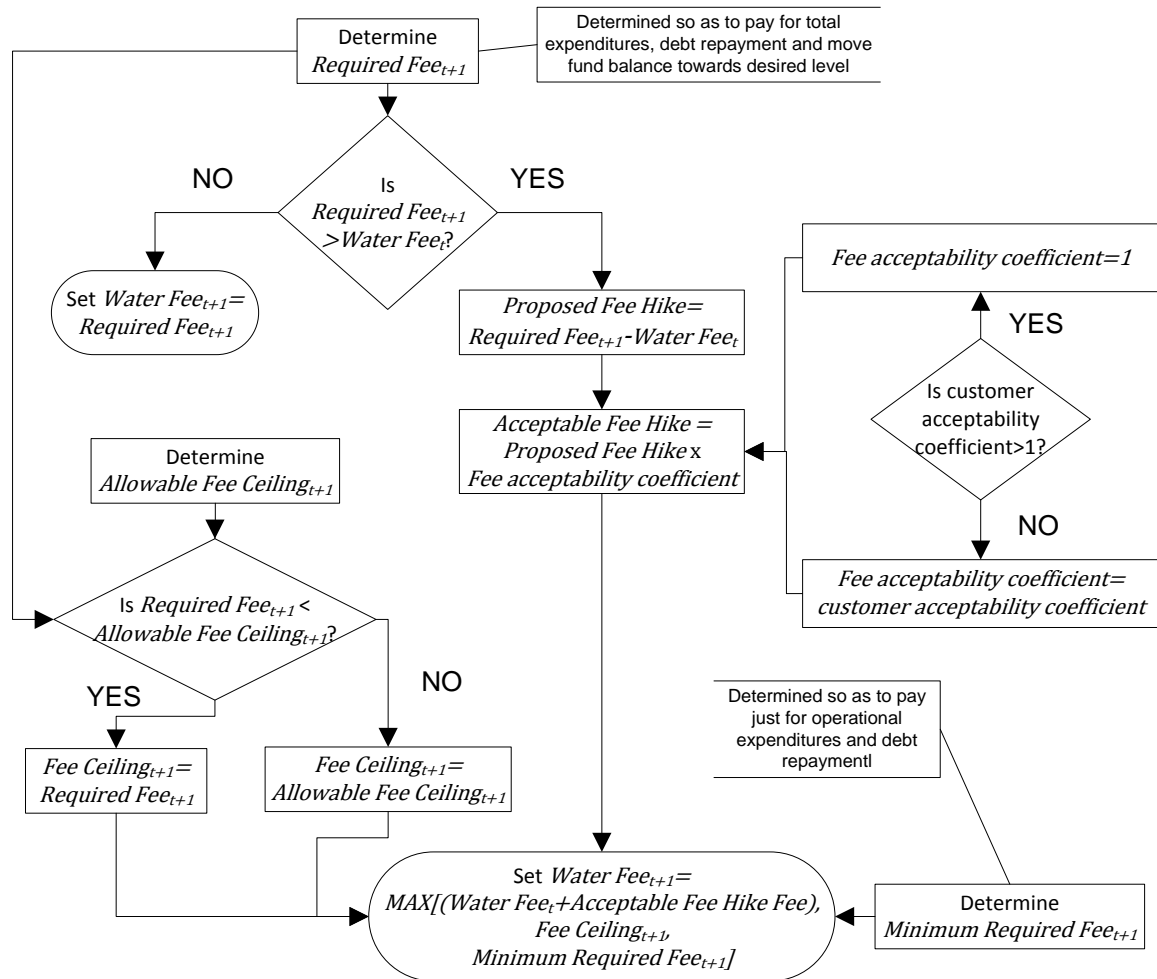 Determine
Required Fee_{t+1}
Determined so as to pay for total
expenditures, debt repayment and move
fund balance towards desired level
NO
YES
Is
Required Fee_{t+1}
>Water Fee_t?
Set Water Fee_{t+1}=
Required Fee_{t+1}
Proposed Fee Hike=
Required Fee_{t+1}-Water Fee_t
Fee acceptability coefficient=1
YES
Is customer
acceptability
coefficient>1?
NO
Fee acceptability coefficient=
customer acceptability coefficient
Acceptable Fee Hike =
Proposed Fee Hike x
Fee acceptability coefficient
Determine
Allowable Fee Ceiling_{t+1}
Is Required Fee_{t+1} <
Allowable Fee Ceiling_{t+1}?
YES
NO
Fee Ceiling_{t+1}=
Required Fee_{t+1}
Fee Ceiling_{t+1}=
Allowable Fee Ceiling_{t+1}
Determined so as to pay
just for operational
expenditures and debt
repaymentl
Set Water Fee_{t+1}=
MAX[(Water Fee_t+Acceptable Fee Hike Fee),
Fee Ceiling_{t+1},
Minimum Required Fee_{t+1}]
Determine
Minimum Required Fee_{t+1}